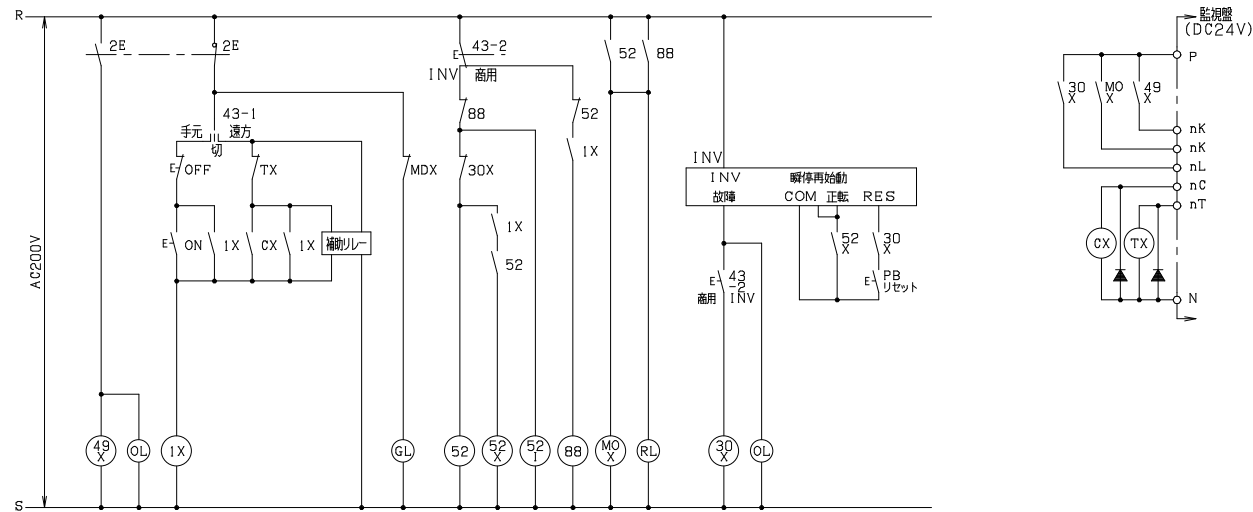 R
S
AC200V
2E
2E
43-1
手元 遠方
切
OFF
TX
ON
1X
CX
1X
補助リレー
MDX
49
X
OL
1X
GL
43-2
INV 商用
88
30X
1X
52
52
1X
52
88
52
52
X
52
I
88
MO
X
RL
INV
INV
故障
瞬停再始動
COM 正転 RES
43
-2
商用 INV
52
X
30
X
PB
リセット
30
X
OL
監視盤
(DC24V)
P
30
X
MO
X
49
X
nK
nK
nL
nC
nT
CX
TX
N